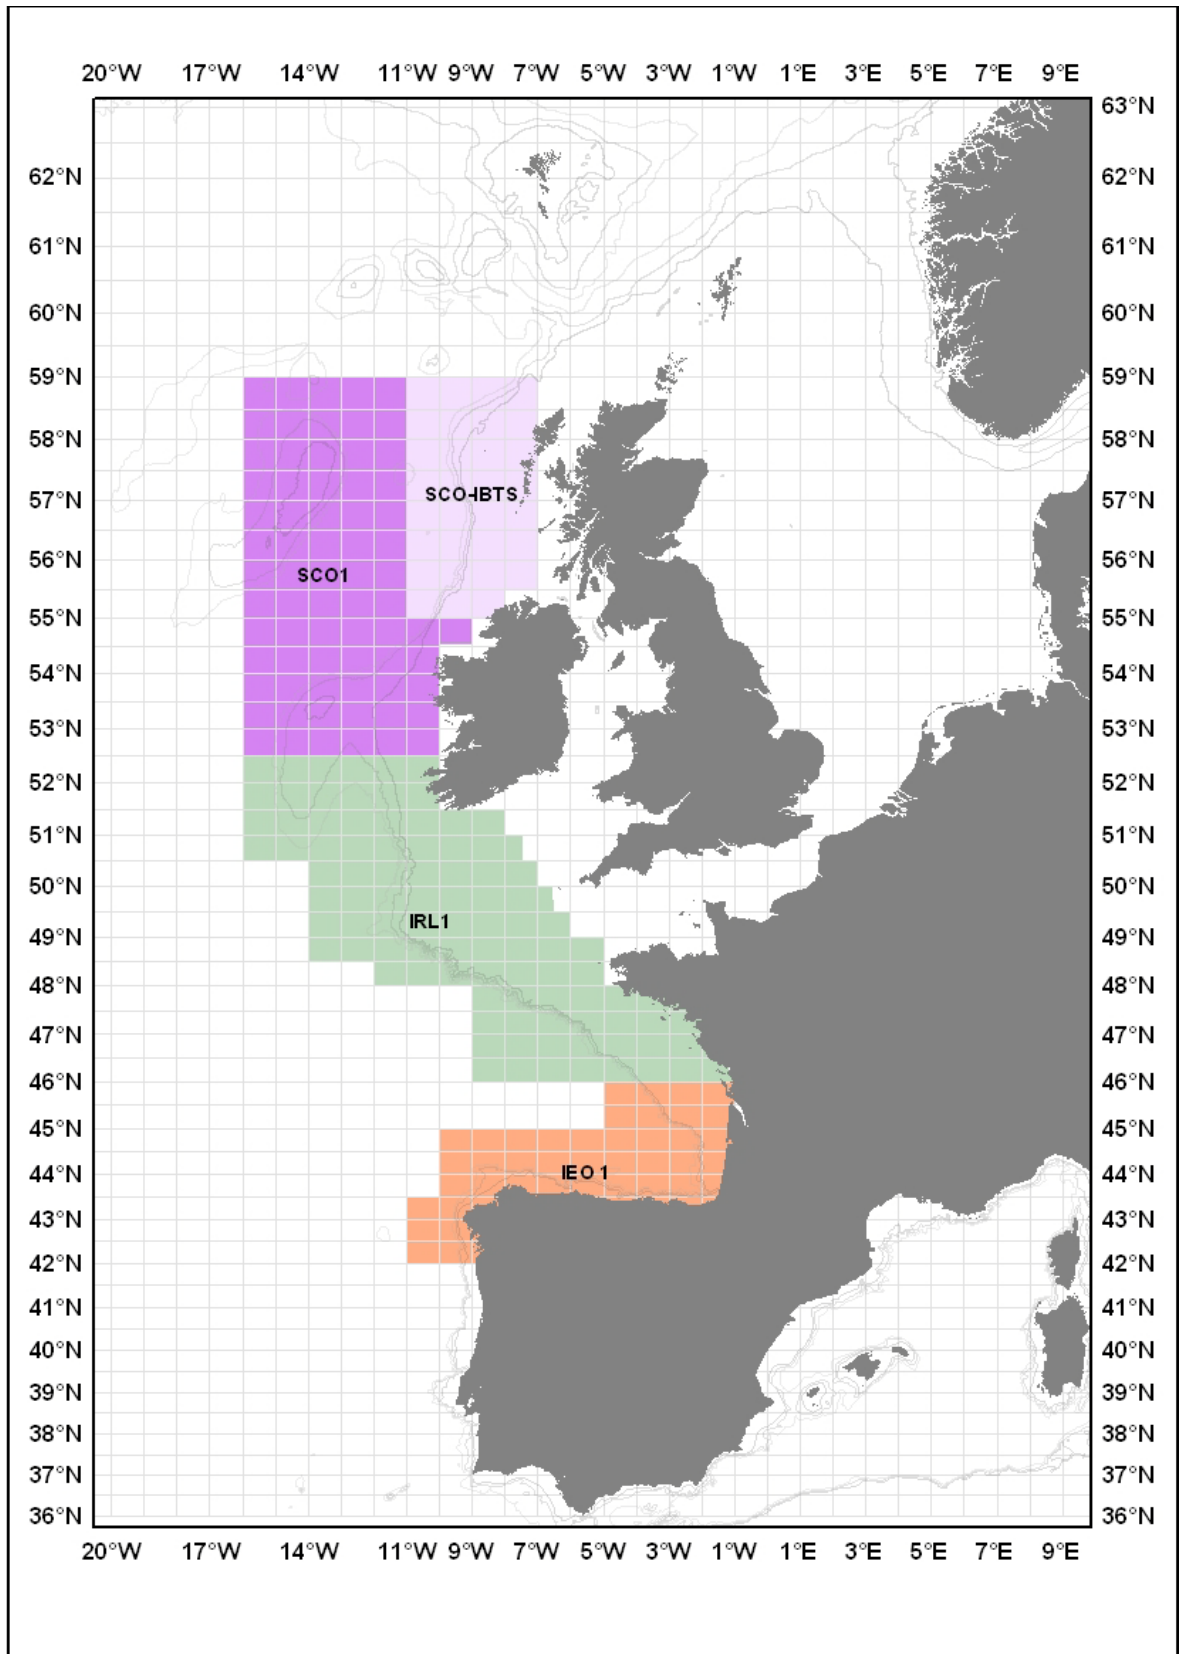 20°W 17°W 14°W 11°W 9°W 7°W 5°W 3°W 1°W 1°E 3°E 5°E 7°E 9°E
63°N
62°N 62°N
61°N 61°N
60°N 60°N
59°N 59°N
58°N 58°N
SCO-IBTS
57°N 57°N
56°N 56°N
SCO1
55°N 55°N
54°N 54°N
53°N 53°N
52°N 52°N
51°N 51°N
50°N 50°N
IRL1
49°N 49°N
48°N 48°N
47°N 47°N
46°N 46°N
45°N 45°N
44°N IEO 1 44°N
43°N 43°N
42°N 42°N
41°N 41°N
40°N 40°N
39°N 39°N
38°N 38°N
37°N 37°N
36°N 36°N
20°W 17°W 14°W 11°W 9°W 7°W 5°W 3°W 1°W 1°E 3°E 5°E 7°E 9°E